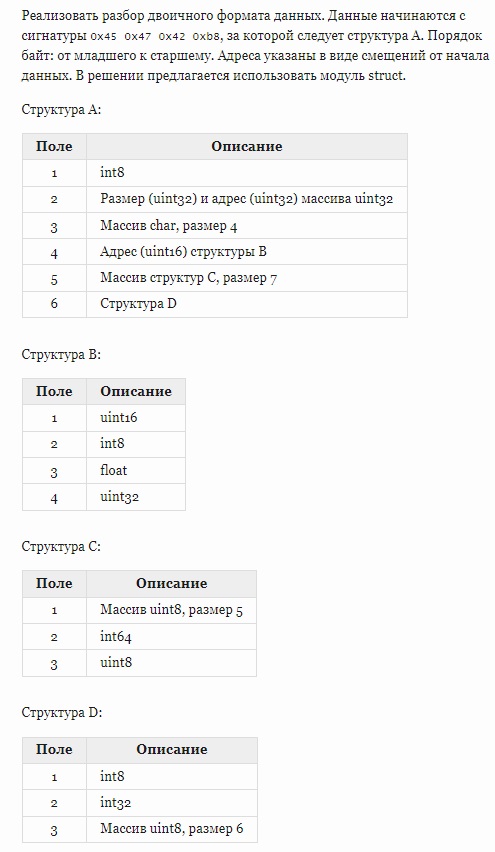 Реализовать разбор двоичного формата данных. Данные начинаются с
сигнатуры 0x45 0x47 0x42 0xb8, за которой следует структура A. Порядок
байт: от младшего к старшему. Адреса указаны в виде смещений от начала
данных. В решении предлагается использовать модуль struct.
Структура A:
Поле Описание
1 int8
2 Размер (uint32) и адрес (uint32) массива uint32
3 Массив char, размер 4
4 Адрес (uint16) структуры B
5 Массив структур C, размер 7
6 Структура D
Структура B:
Поле Описание
1 uint16
2 int8
3 float
4 uint32
Структура C:
Поле Описание
1 Массив uint8, размер 5
2 int64
3 uint8
Структура D:
Поле Описание
1 int8
2 int32
3 Массив uint8, размер 6